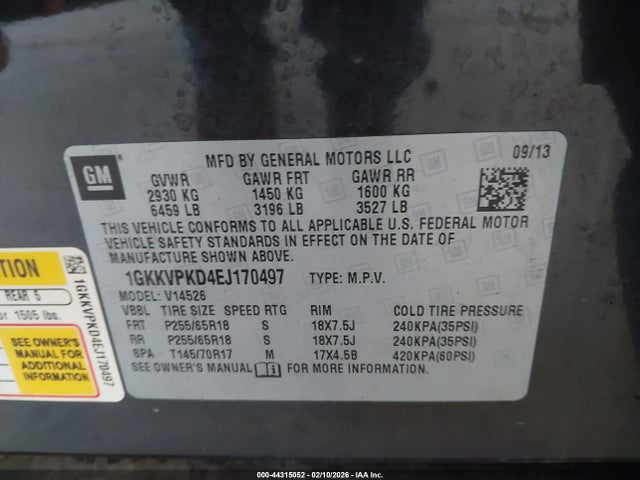 GM
MFD BY GENERAL MOTORS LLC
09/13
GVWR GAWR FRT GAWR RR
2930 KG 1450 KG 1600 KG
6459 LB 3196 LB 3527 LB
THIS VEHICLE CONFORMS TO ALL APPLICABLE U.S. FEDERAL MOTOR
VEHICLE SAFETY STANDARDS IN EFFECT ON THE DATE OF
MANUFACTURE SHOWN ABOVE.
1GKKVPKD4EJ170497 TYPE: M.P.V.
MODEL: V14526
VBBL TIRE SIZE SPEED RTG RIM COLD TIRE PRESSURE
FRT P255/65R18 S 18X7.5J 240KPA(35PSI)
RR P255/65R18 S 18X7.5J 240KPA(35PSI)
SPA T145/70R17 M 17X4.5B 420KPA(60PSI)
SEE OWNER'S MANUAL FOR MORE INFORMATION.
TION
REAR 5
or 1505 lbs.
SEE OWNER'S
MANUAL FOR
ADDITIONAL
INFORMATION
1GKKVPKD4EJ170497
000-44315052 - 02/10/2026 - IAA Inc.